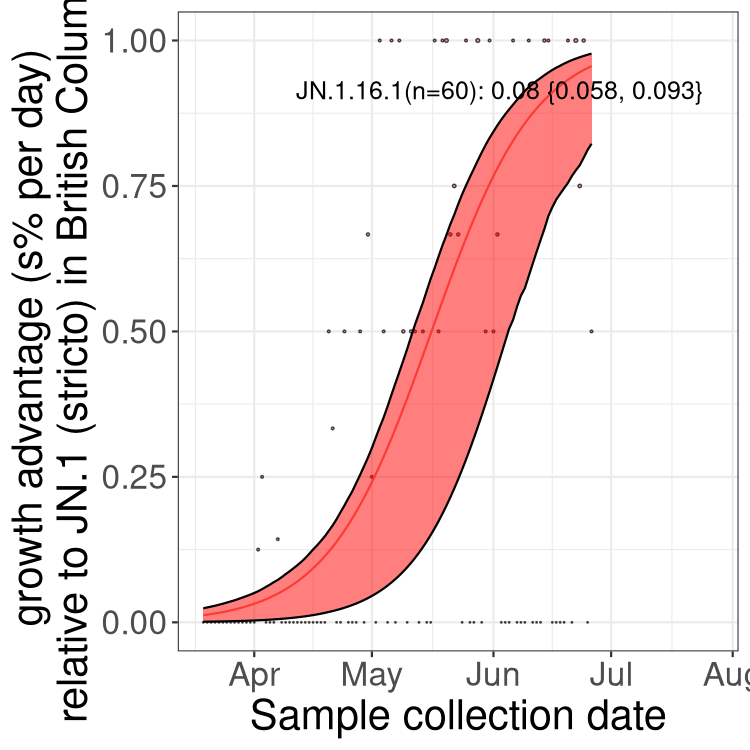 growth advantage (s% per day)
relative to JN.1 (stricto) in British Colum
1.00
0.75
0.50
0.25
0.00
JN.1.16.1(n=60): 0.08 {0.058, 0.093}
Apr May Jun Jul Aug
Sample collection date